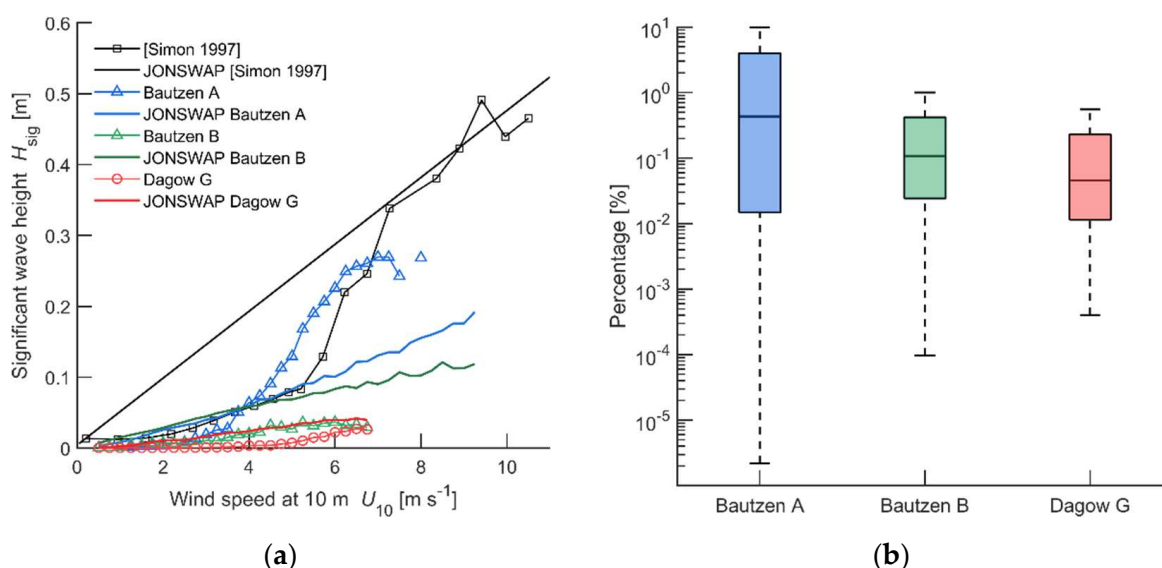 0.6
0.5
0.4
0.3
0.2
0.1
0
Significant wave height H_sig [m]
[Simon 1997]
JONSWAP [Simon 1997]
Bautzen A
JONSWAP Bautzen A
Bautzen B
JONSWAP Bautzen B
Dagow G
JONSWAP Dagow G
0 2 4 6 8 10
Wind speed at 10 m U_10 [m s^-1]
(a)
10^1
10^0
10^-1
10^-2
10^-3
10^-4
10^-5
Percentage [%]
Bautzen A Bautzen B Dagow G
(b)